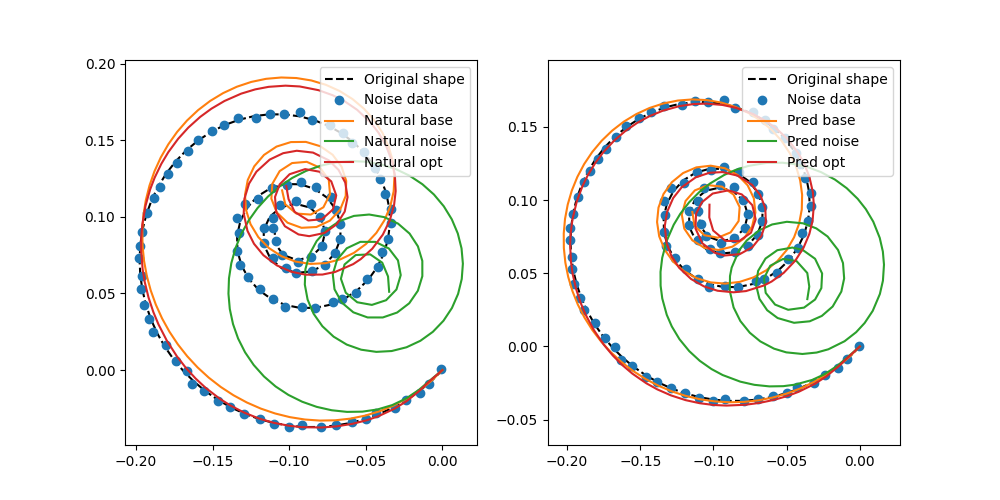 0.20
0.15
0.10
0.05
0.00
−0.20
−0.15
−0.10
−0.05
0.00
Original shape
Noise data
Natural base
Natural noise
Natural opt
0.15
0.10
0.05
0.00
−0.05
−0.20
−0.15
−0.10
−0.05
0.00
Original shape
Noise data
Pred base
Pred noise
Pred opt